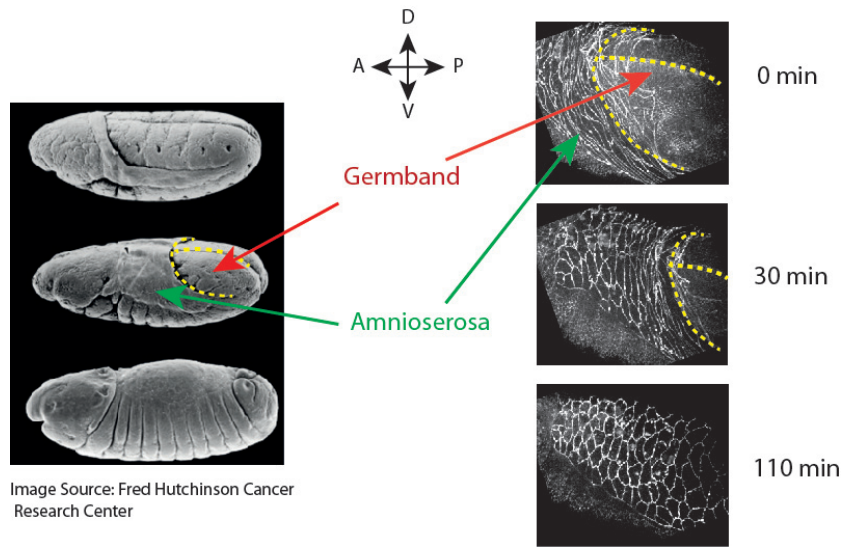 D
A P
V
0 min
Germband
30 min
Amnioserosa
110 min
Image Source: Fred Hutchinson Cancer
Research Center